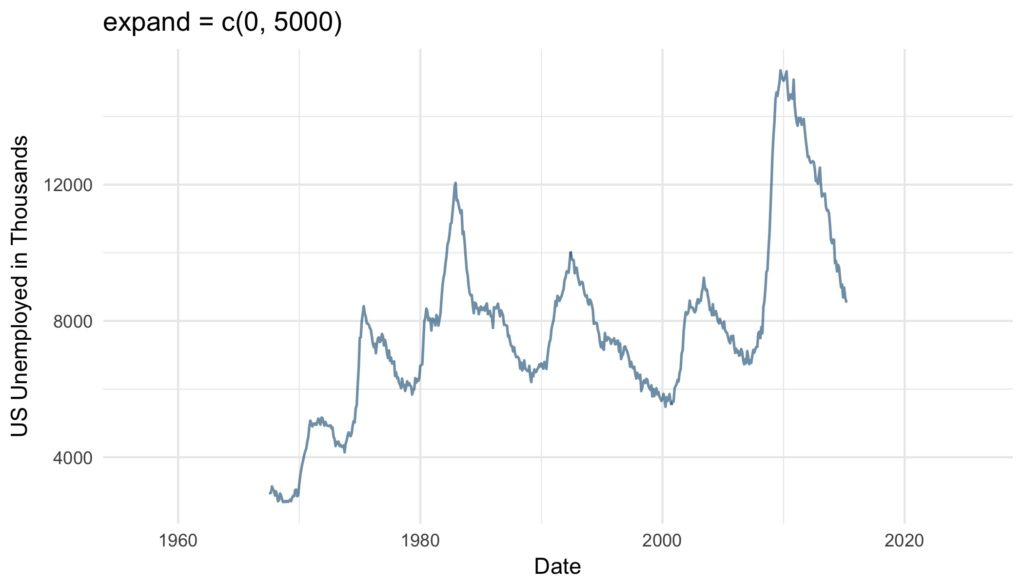 expand = c(0, 5000)
US Unemployed in Thousands
12000
8000
4000
1960
1980
2000
2020
Date